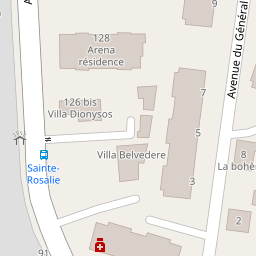 9
128
Arena
résidence
Avenue du Général
7
126 bis
Villa Dionysos
5
Villa Belvedere
8
La bohè
Sainte-
Rosalie
3
2
91